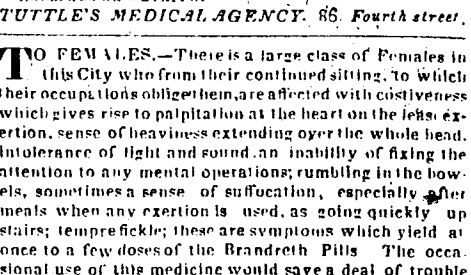 TUTTLE'S MEDICAL AGENCY. 86 Fourth street,
TO FEMALES.—There is a large class of Females in
this City who from their continued sitting, to which
their occupations oblige them, are affected with costiveness
which gives rise to palpitation at the heart on the least ex-
ertion, sense of heaviness extending over the whole head.
intolerance of light and sound, an inability of fixing the
attention to any mental operations; rumbling in the bow-
els, sometimes a sense of suffocation, especially after
meals when any exertion is used, as going quickly up
stairs; tempre fickle; these are symptoms which yield at
once to a few doses of the Brandreth Pills The occa
sional use of this medicine would save a deal of trouble